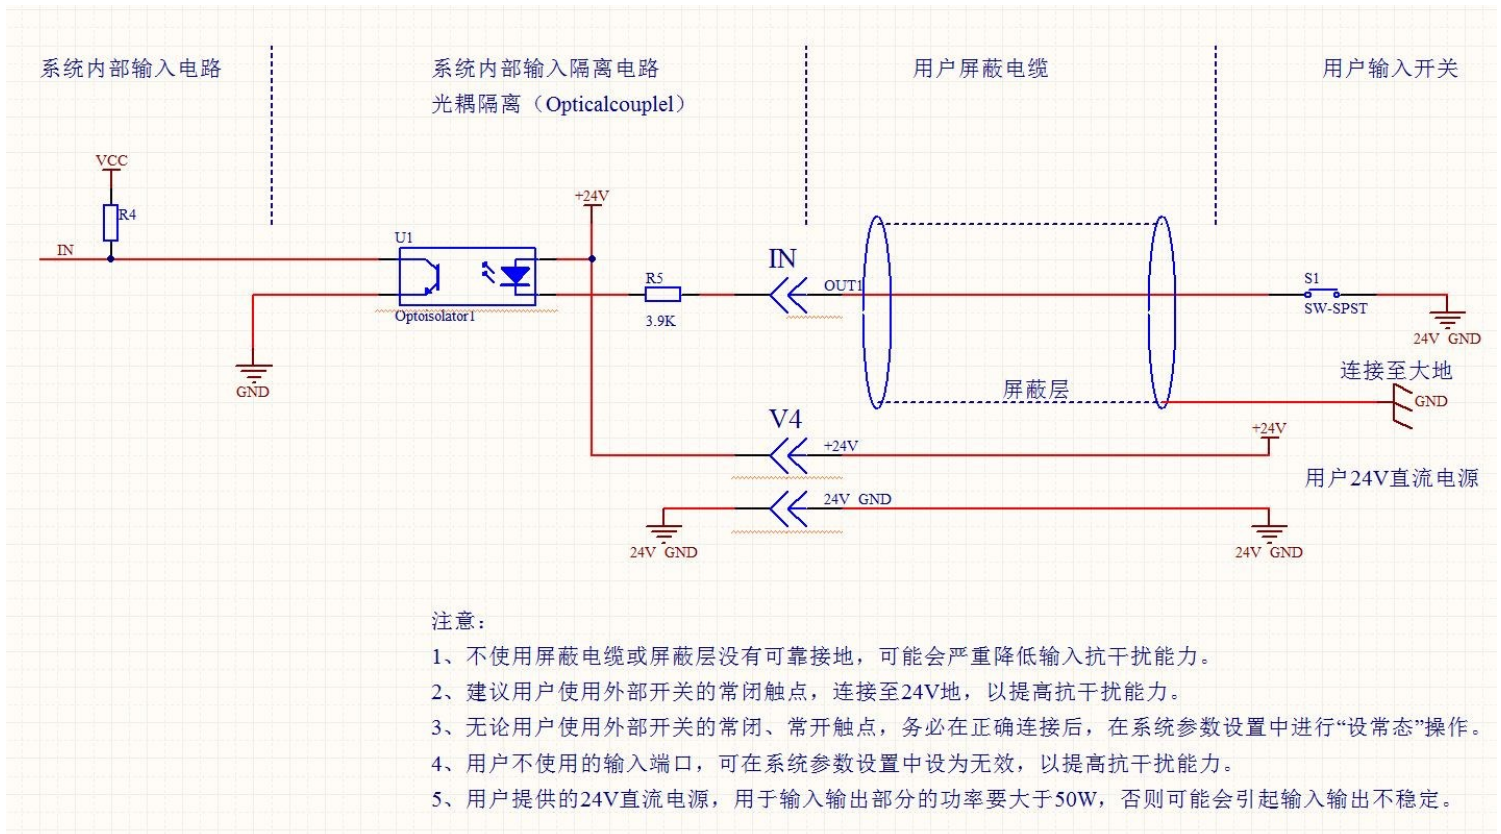 系统内部输入电路
系统内部输入隔离电路
用户屏蔽电缆
用户输入开关
光耦隔离（Opticalcouplel）
VCC
R4
IN
U1
Optoisolator1
GND
+24V
R5
3.9K
IN
OUT1
S1
SW-SPST
24V GND
连接至大地
GND
屏蔽层
V4
+24V
+24V
用户24V直流电源
24V GND
24V GND
24V GND
注意：
1、不使用屏蔽电缆或屏蔽层没有可靠接地，可能会严重降低输入抗干扰能力。
2、建议用户使用外部开关的常闭触点，连接至24V地，以提高抗干扰能力。
3、无论用户使用外部开关的常闭、常开触点，务必在正确连接后，在系统参数设置中进行“设常态”操作。
4、用户不使用的输入端口，可在系统参数设置中设为无效，以提高抗干扰能力。
5、用户提供的24V直流电源，用于输入输出部分的功率要大于50W，否则可能会引起输入输出不稳定。